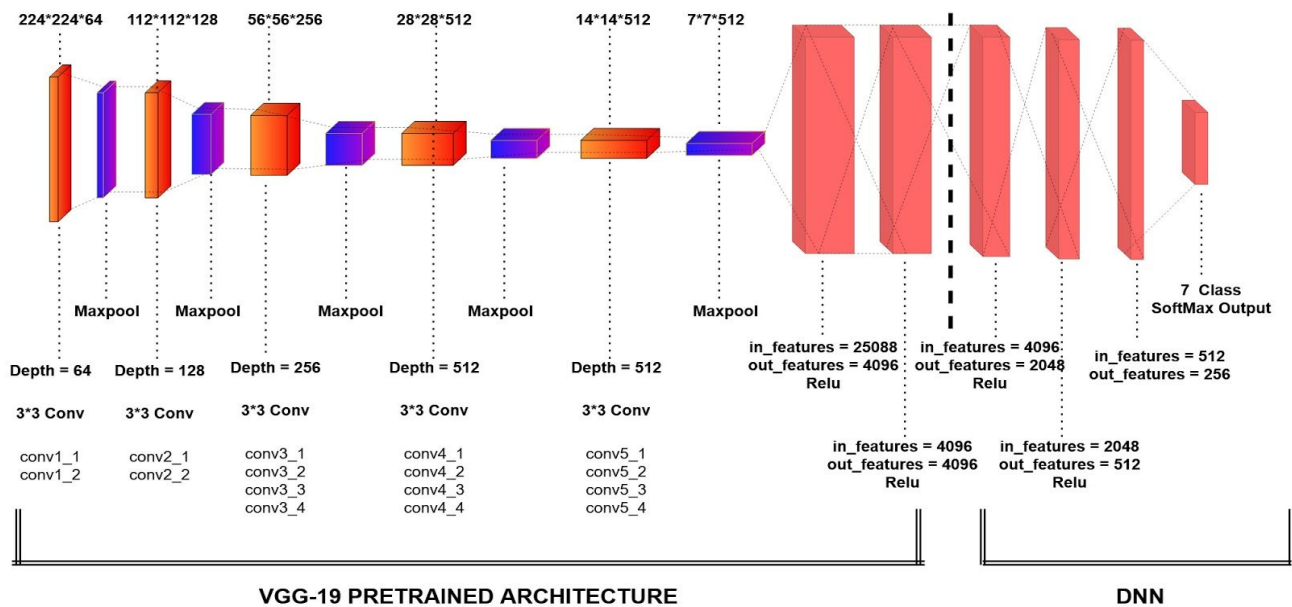 224*224*64 112*112*128 56*56*256 28*28*512 14*14*512 7*7*512
7 Class
SoftMax Output
Maxpool Maxpool Maxpool Maxpool Maxpool
in_features = 25088
out_features = 4096
Relu
in_features = 4096
out_features = 2048
Relu
in_features = 512
out_features = 256
Depth = 64 Depth = 128 Depth = 256 Depth = 512 Depth = 512
3*3 Conv 3*3 Conv 3*3 Conv 3*3 Conv 3*3 Conv
conv1_1
conv1_2
conv2_1
conv2_2
conv3_1
conv3_2
conv3_3
conv3_4
conv4_1
conv4_2
conv4_3
conv4_4
conv5_1
conv5_2
conv5_3
conv5_4
in_features = 4096
out_features = 4096
Relu
in_features = 2048
out_features = 512
Relu
VGG-19 PRETRAINED ARCHITECTURE DNN